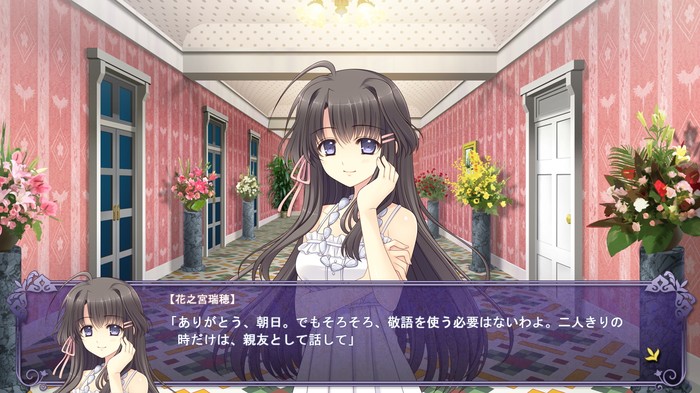 【花之宮瑞穂】
「ありがとう、朝日。でもそろそろ、敬語を使う必要はないわよ。二人きりの
時だけは、親友として話して」